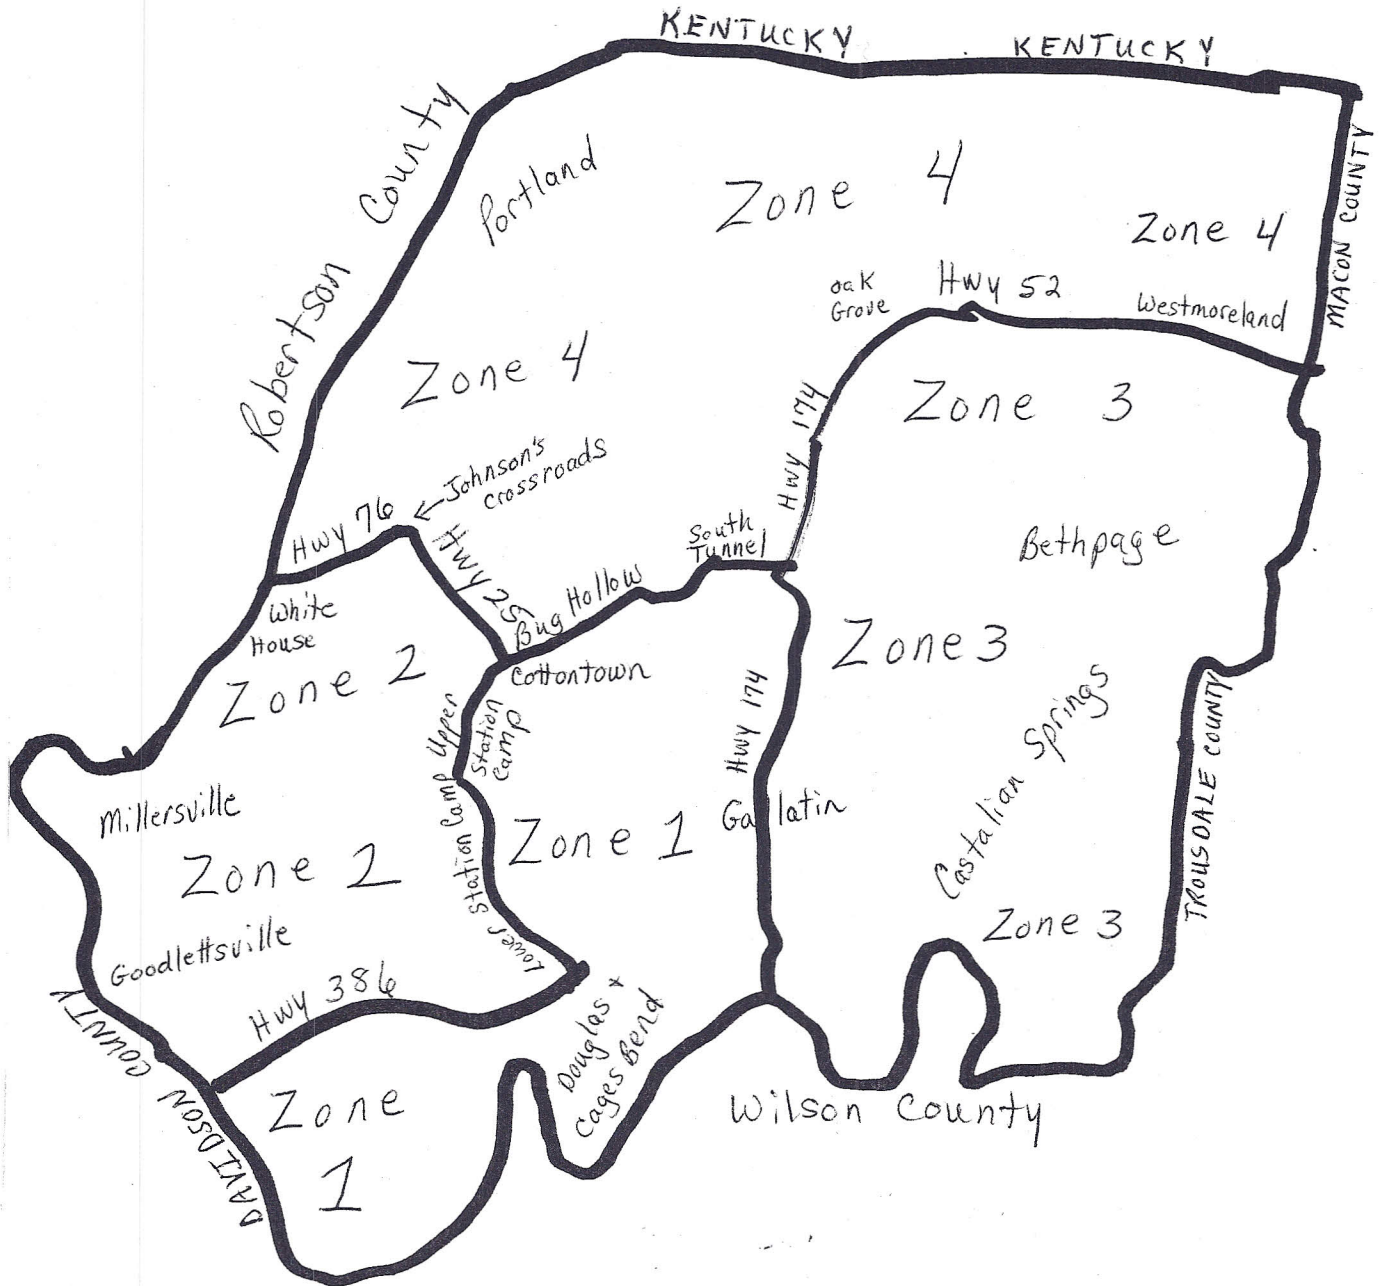 KENTUCKY
KENTUCKY
Robertson County
Portland
Zone 4
Zone 4
MACON COUNTY
oak
Grove
Hwy 52
Westmoreland
Zone 4
Hwy 174
Zone 3
Johnson's
crossroads
Hwy 76
Hwy 25
South
Tunnel
Bug Hollow
Bethpage
White
House
Zone 2
Cottontown
Zone 3
Upper
Station
Camp
Hwy 174
Castalian Springs
TROUSDALE COUNTY
Millersville
Gallatin
Zone 2
Lower Station Camp
Zone 1
Goodlettsville
Zone 3
Hwy 386
DAVIDSON COUNTY
Douglas +
Cages Bend
Zone
1
Wilson County